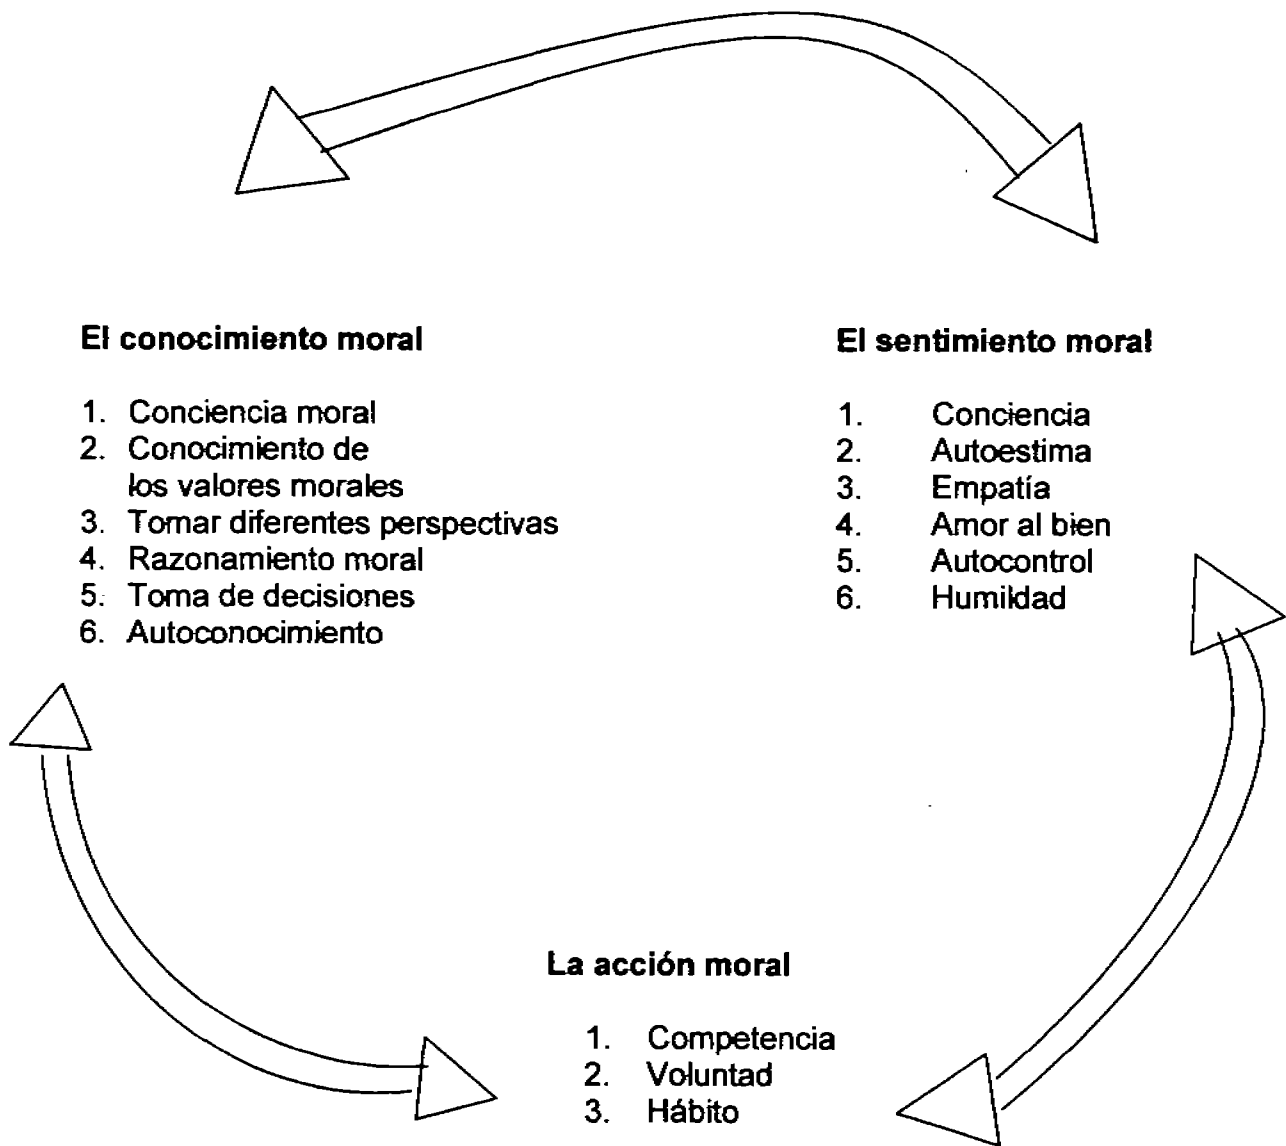 El conocimiento moral
1. Conciencia moral
2. Conocimiento de
los valores morales
3. Tomar diferentes perspectivas
4. Razonamiento moral
5. Toma de decisiones
6. Autoconocimiento
El sentimiento moral
1. Conciencia
2. Autoestima
3. Empatía
4. Amor al bien
5. Autocontrol
6. Humildad
La acción moral
1. Competencia
2. Voluntad
3. Hábito